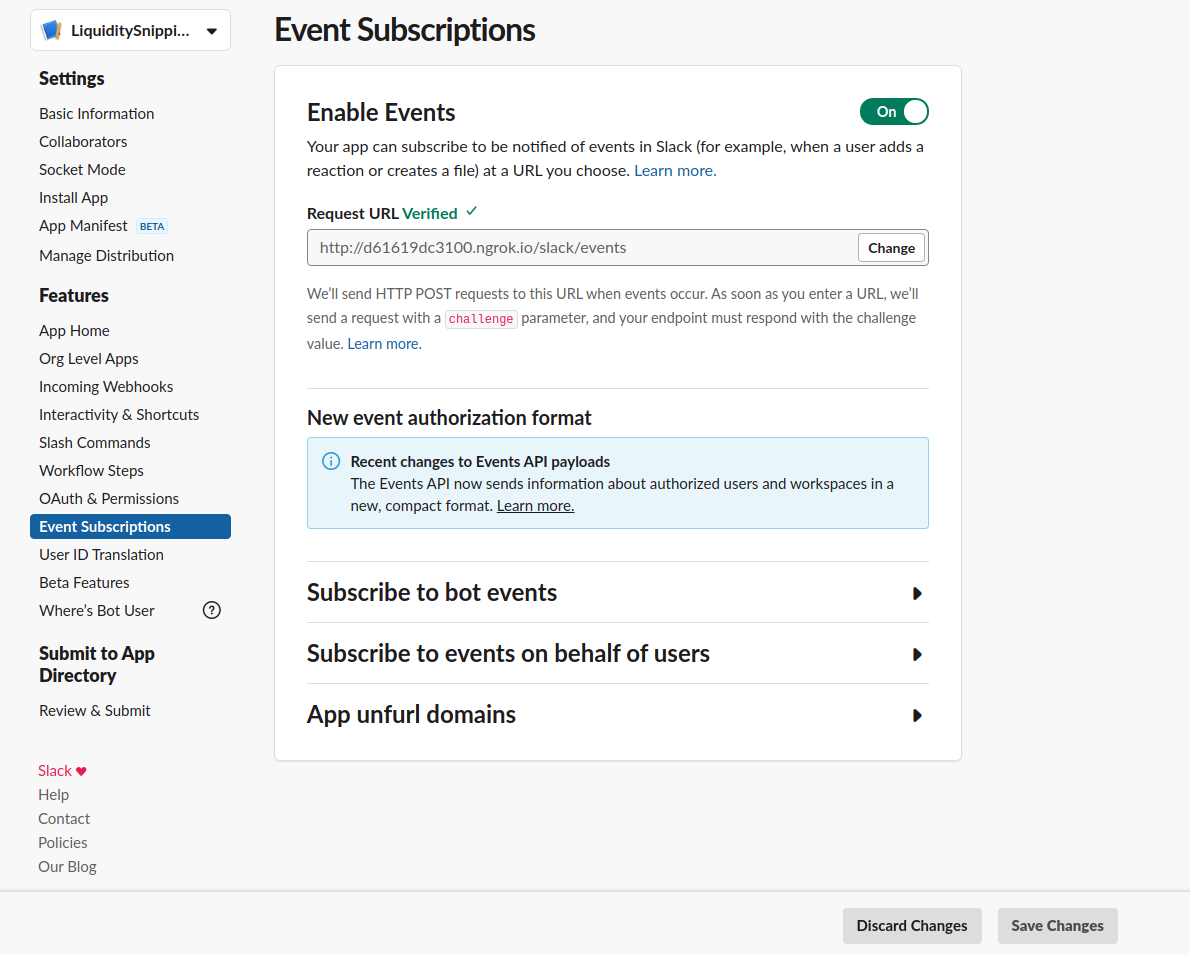 LiquiditySnippi...
Settings
Basic Information
Collaborators
Socket Mode
Install App
App Manifest BETA
Manage Distribution
Features
App Home
Org Level Apps
Incoming Webhooks
Interactivity & Shortcuts
Slash Commands
Workflow Steps
OAuth & Permissions
Event Subscriptions
User ID Translation
Beta Features
Where's Bot User ?
Submit to App
Directory
Review & Submit
Slack
Help
Contact
Policies
Our Blog
Event Subscriptions
Enable Events
On
Your app can subscribe to be notified of events in Slack (for example, when a user adds a
reaction or creates a file) at a URL you choose. Learn more.
Request URL Verified
http://d61619dc3100.ngrok.io/slack/events
Change
We'll send HTTP POST requests to this URL when events occur. As soon as you enter a URL, we'll
send a request with a challenge parameter, and your endpoint must respond with the challenge
value. Learn more.
New event authorization format
Recent changes to Events API payloads
The Events API now sends information about authorized users and workspaces in a
new, compact format. Learn more.
Subscribe to bot events
Subscribe to events on behalf of users
App unfurl domains
Discard Changes
Save Changes